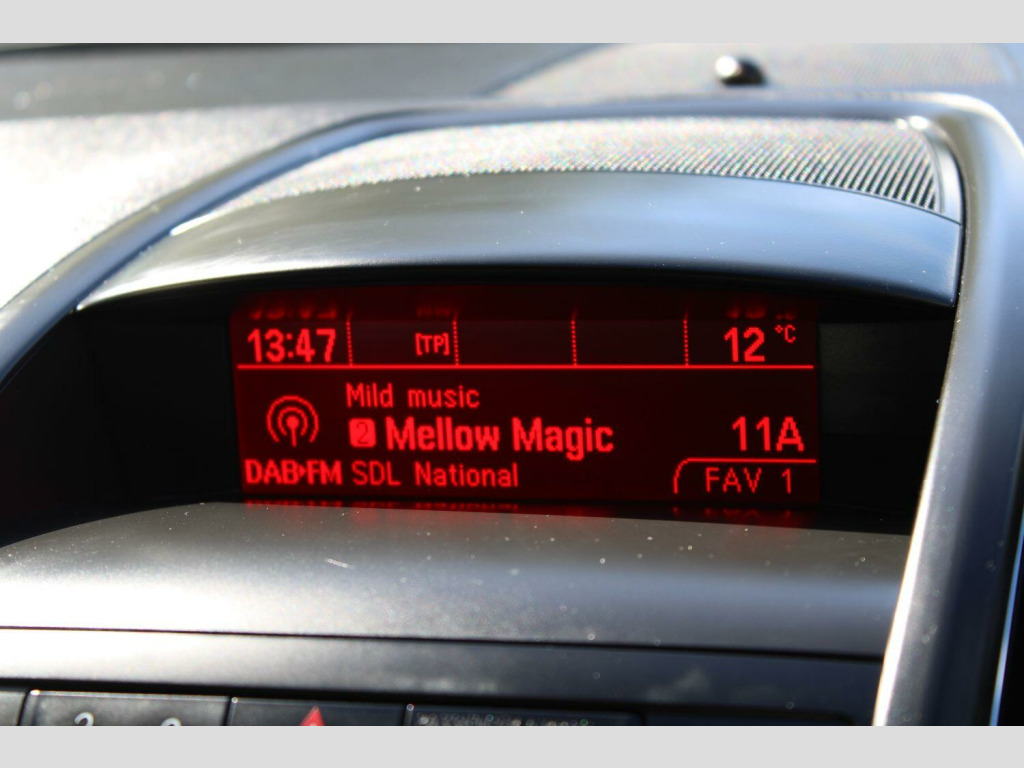 13:47 [TP] 12 °C
Mild music
2 Mellow Magic 11A
DAB▸FM SDL National FAV 1